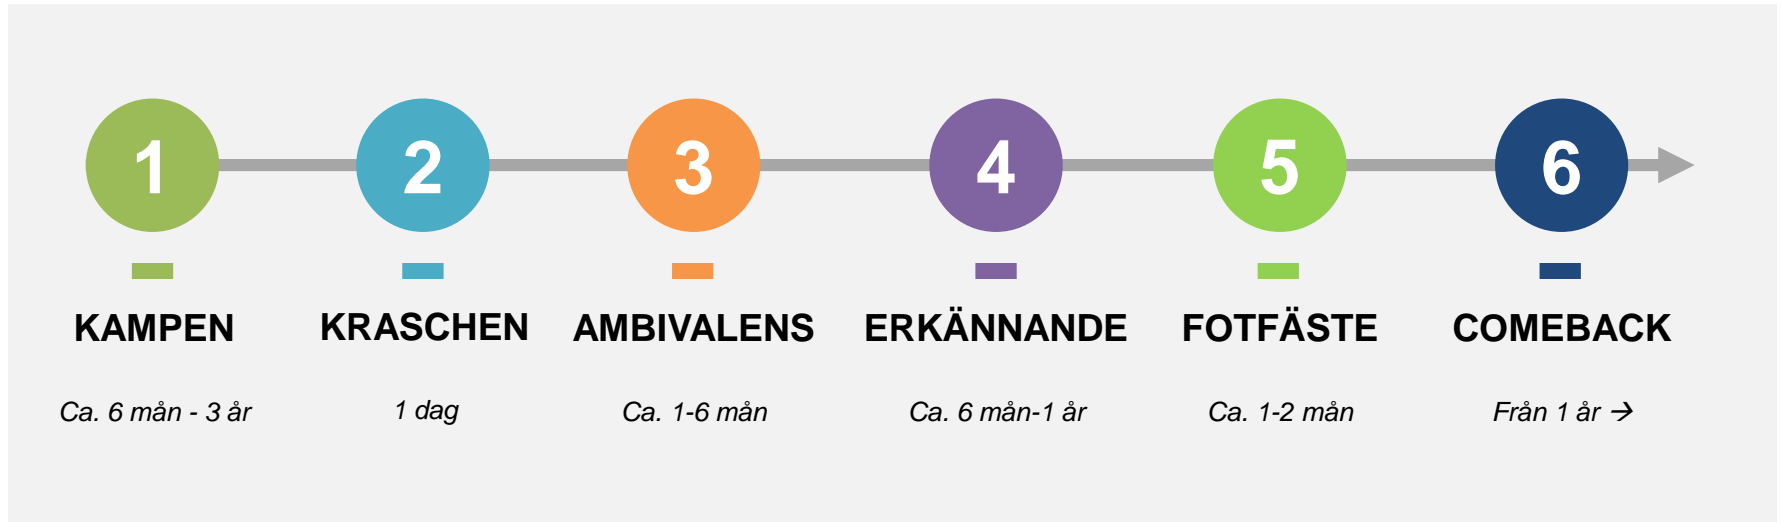 1 2 3 4 5 6
KAMPEN KRASCHEN AMBIVALENS ERKÄNNANDE FOTFÄSTE COMEBACK
Ca. 6 mån - 3 år 1 dag Ca. 1-6 mån Ca. 6 mån-1 år Ca. 1-2 mån Från 1 år →